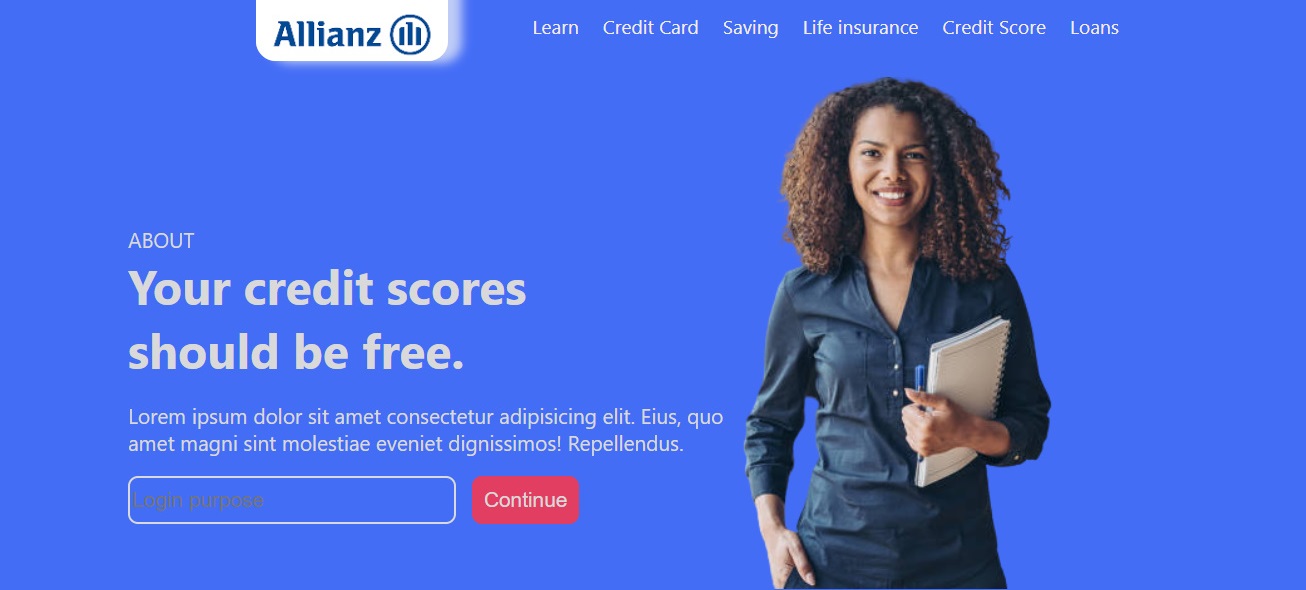 Allianz
Learn Credit Card Saving Life insurance Credit Score Loans
ABOUT
Your credit scores
should be free.
Lorem ipsum dolor sit amet consectetur adipisicing elit. Eius, quo
amet magni sint molestiae eveniet dignissimos! Repellendus.
Login purpose
Continue